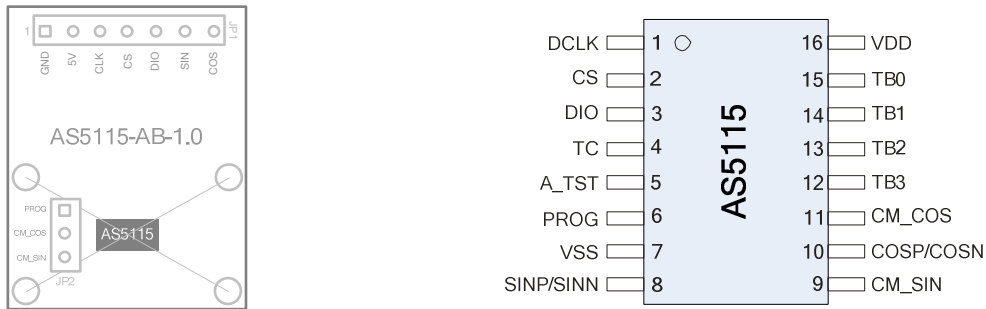 1
JP1
GND 5V CLK CS DIO SIN COS
AS5115-AB-1.0
PROG
CM_COS
CM_SIN
AS5115
JP2
DCLK 1 16 VDD
CS 2 15 TB0
DIO 3 14 TB1
TC 4 13 TB2
A_TST 5 12 TB3
PROG 6 11 CM_COS
VSS 7 10 COSP/COSN
SINP/SINN 8 9 CM_SIN
AS5115